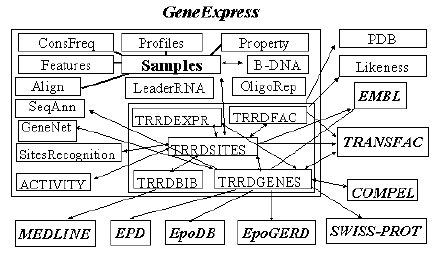 GeneExpress
ConsFreq
Profiles
Property
PDB
Features
Samples
B-DNA
Likeness
Align
LeaderRNA
OligoRep
EMBL
SeqAnn
TRRDEXPR
TRRDFAC
GeneNet
TRANSFAC
TRRDSITES
SitesRecognition
ACTIVITY
TRRDBIB
TRRDGENES
COMPEL
MEDLINE
EPD
EpoDB
EpoGERD
SWISS-PROT